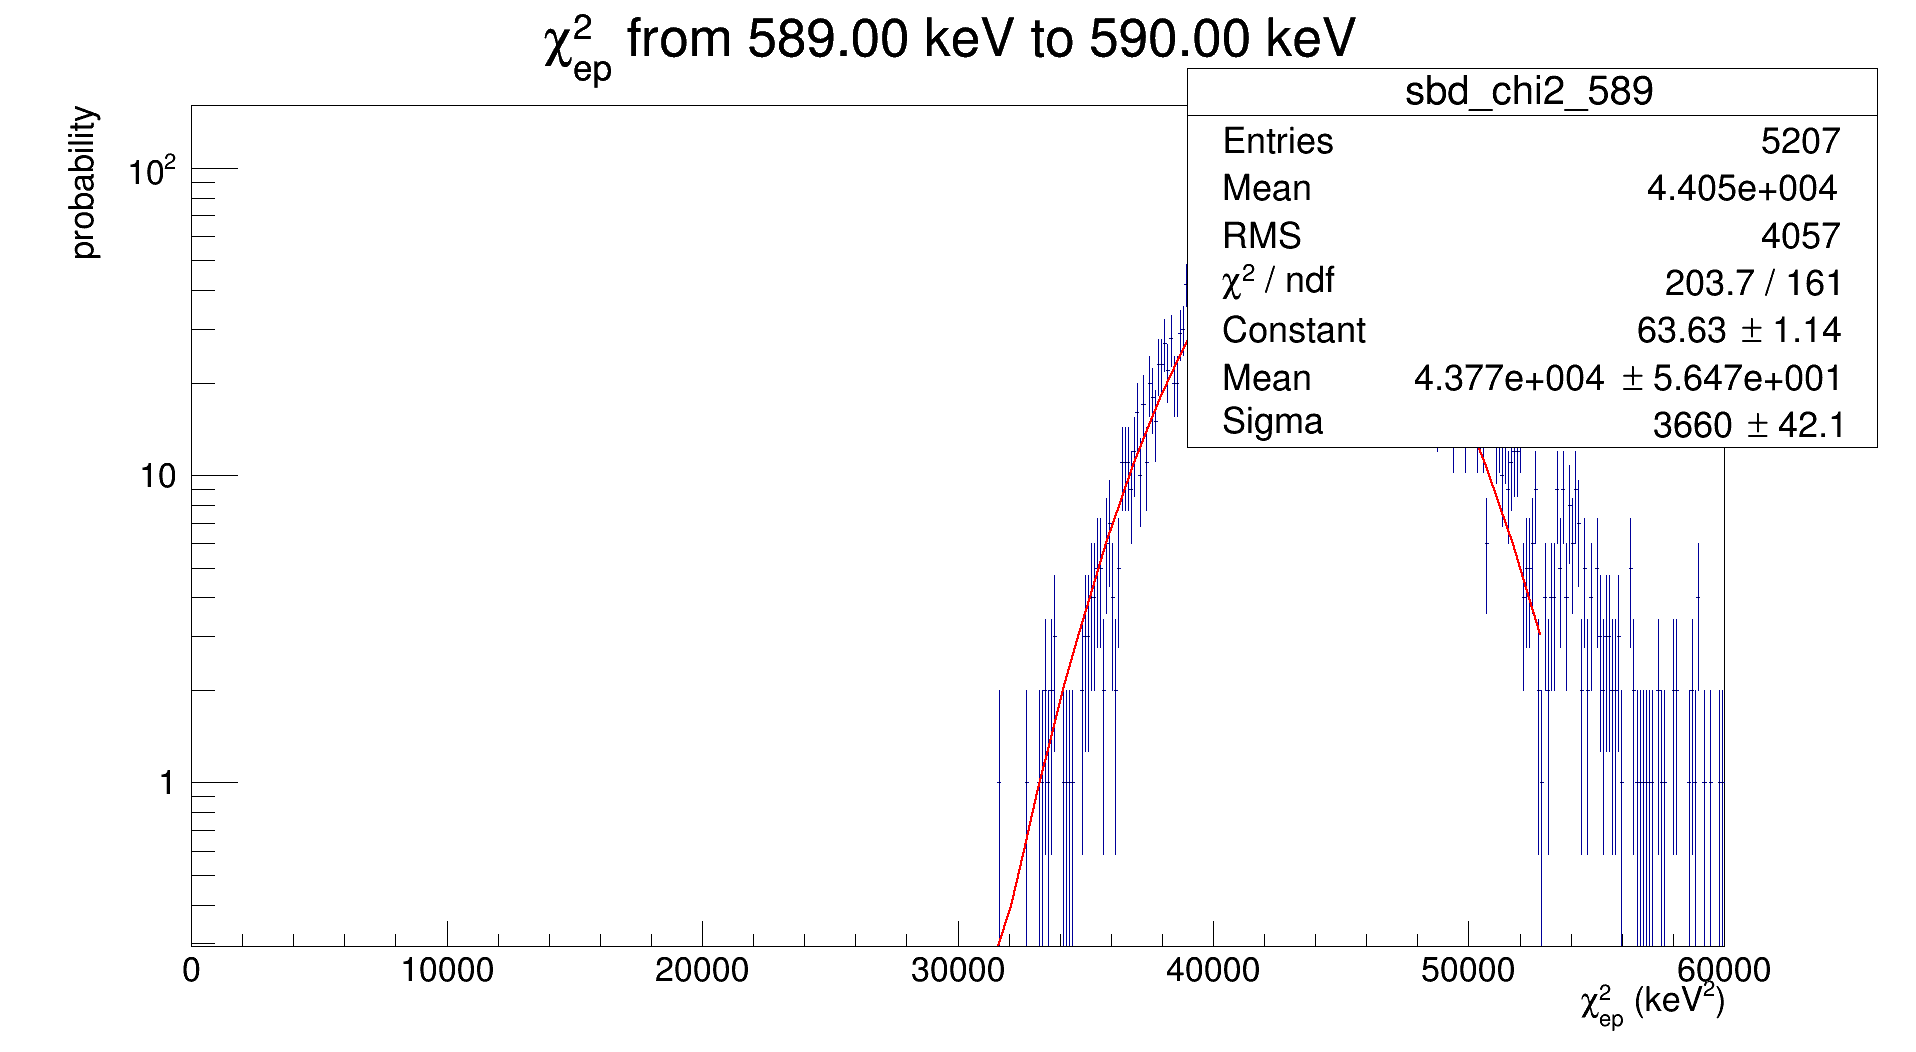 χ²ep from 589.00 keV to 590.00 keV
sbd_chi2_589
Entries 5207
Mean 4.405e+004
RMS 4057
χ² / ndf 203.7 / 161
Constant 63.63 ± 1.14
Mean 4.377e+004 ± 5.647e+001
Sigma 3660 ± 42.1
probability
10²
10
1
0 10000 20000 30000 40000 50000 60000
χ²ep (keV²)